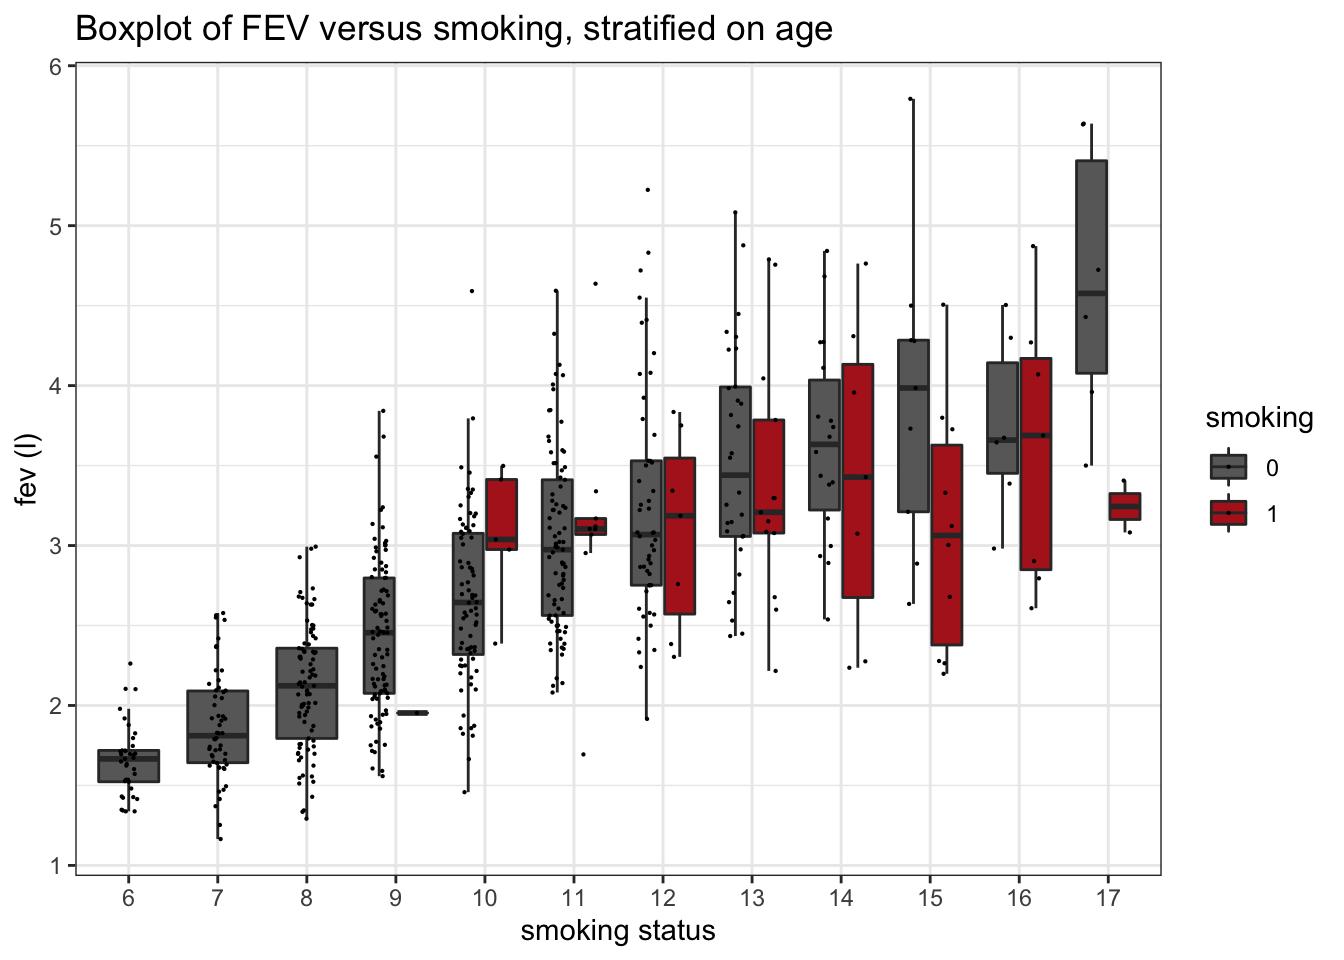 Boxplot of FEV versus smoking, stratified on age
6
5
4
3
2
1
fev (l)
6 7 8 9 10 11 12 13 14 15 16 17
smoking status
smoking
0
1